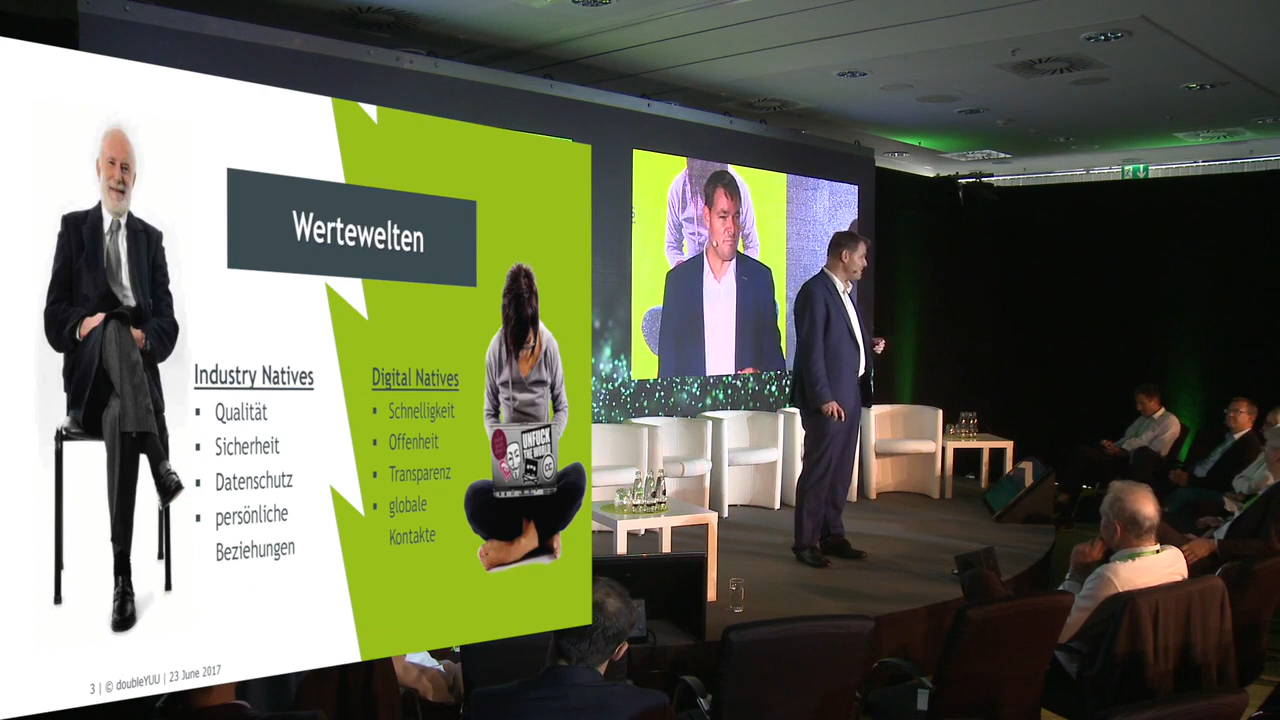 Wertewelten
Industry Natives
▪ Qualität
▪ Sicherheit
▪ Datenschutz
▪ persönliche
Beziehungen
Digital Natives
▪ Schnelligkeit
▪ Offenheit
▪ Transparenz
▪ globale
Kontakte
UNFUCK
THE WORLD
CC
3 | © doubleYUU | 23 June 2017